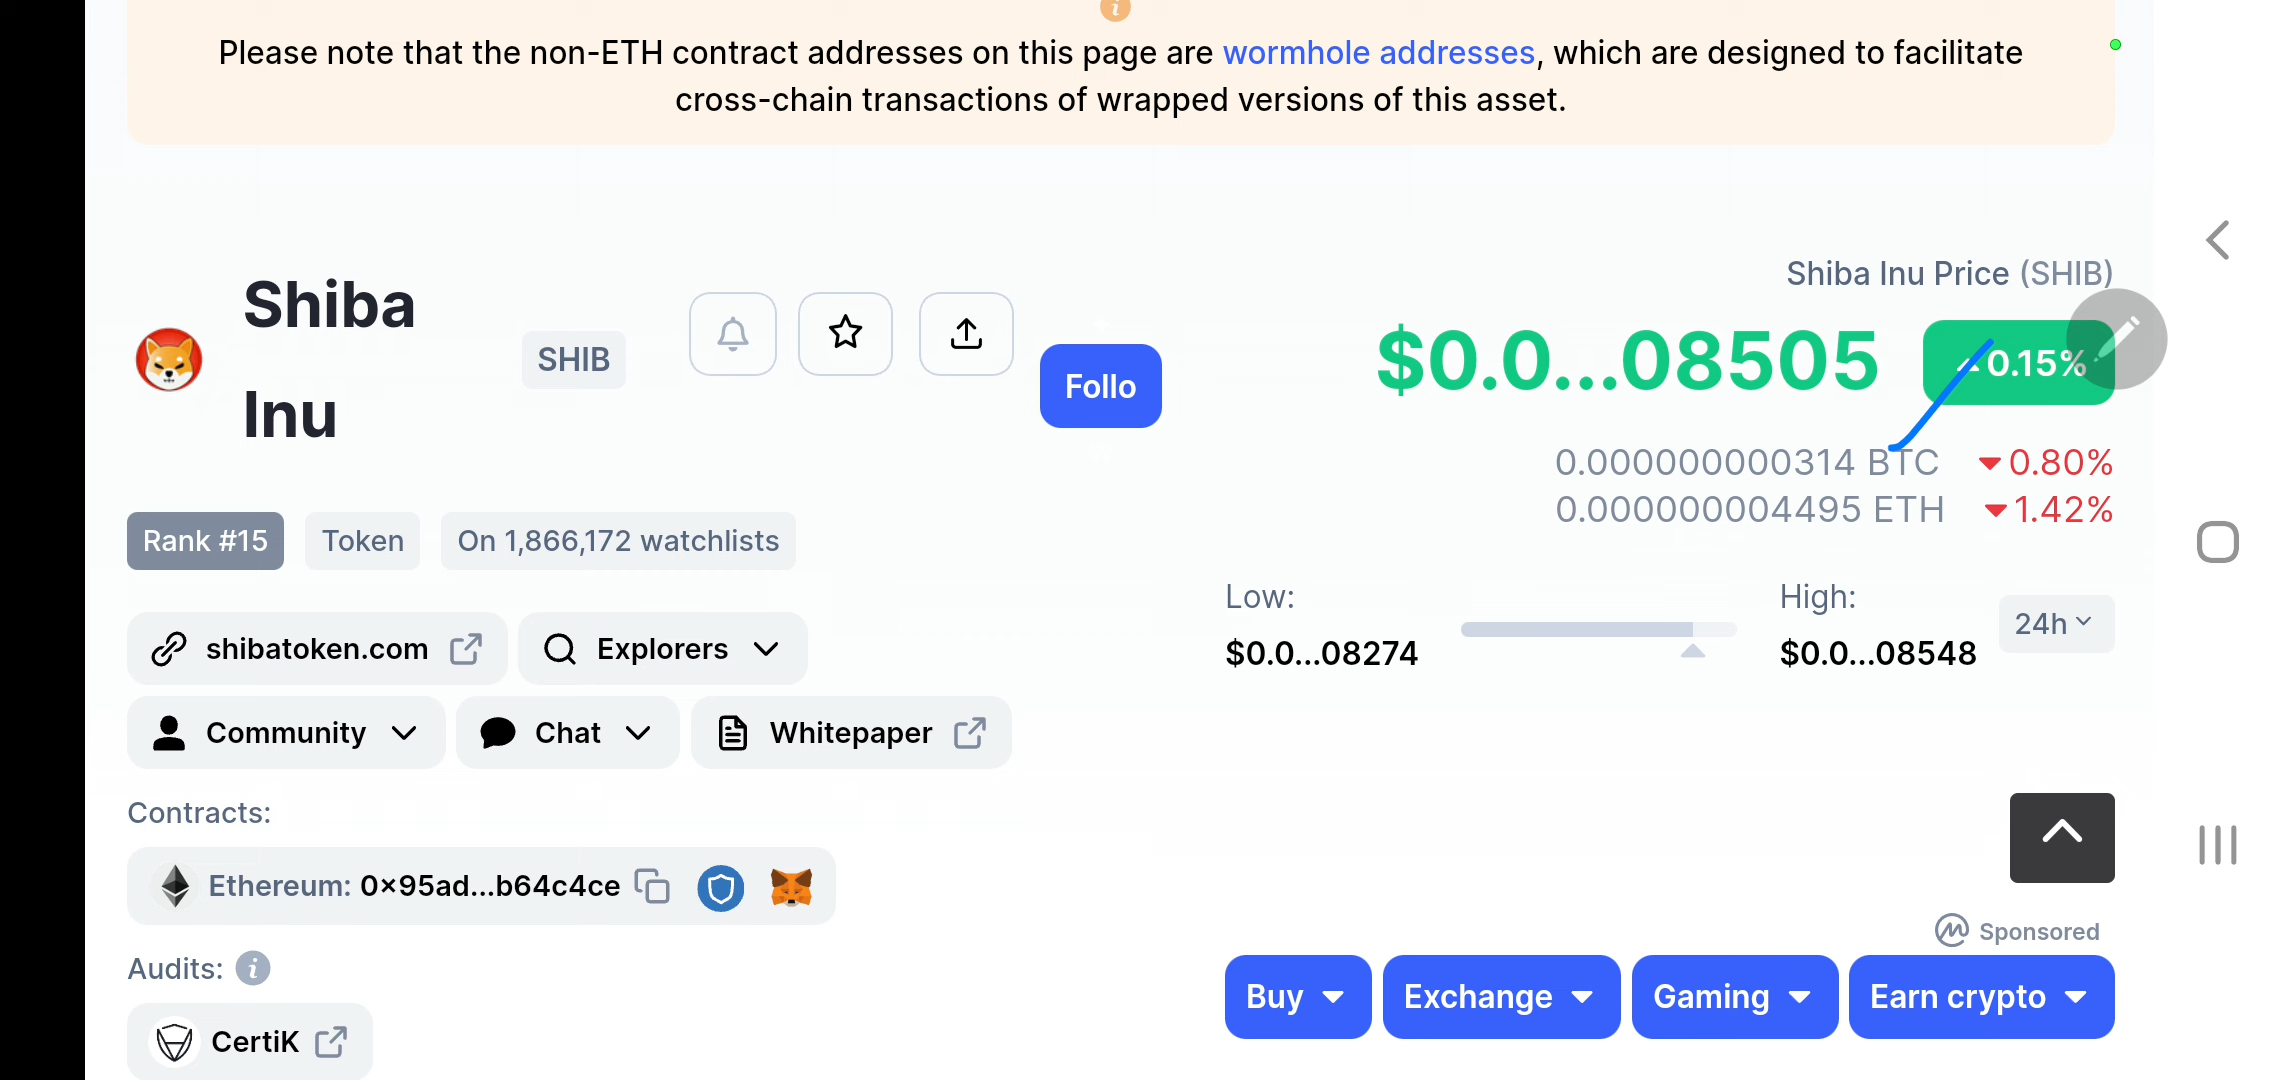 Please note that the non-ETH contract addresses on this page are wormhole addresses, which are designed to facilitate
cross-chain transactions of wrapped versions of this asset.
Shiba
Inu
SHIB
Follo
Shiba Inu Price (SHIB)
$0.0...08505
0.15%
0.000000000314 BTC 0.80%
0.000000004495 ETH 1.42%
Rank #15
Token
On 1,866,172 watchlists
Low:
$0.0...08274
High:
$0.0...08548
24h
shibatoken.com
Explorers
Community
Chat
Whitepaper
Contracts:
Ethereum: 0x95ad...b64c4ce
Audits:
CertiK
Sponsored
Buy
Exchange
Gaming
Earn crypto